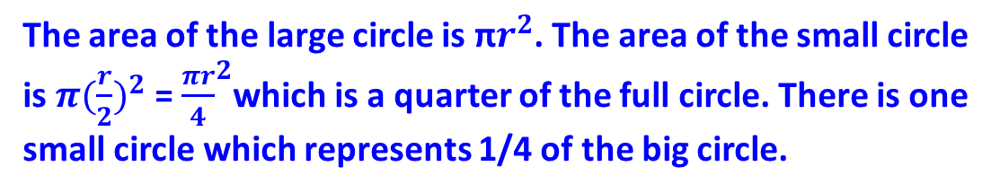 The area of the large circle is πr². The area of the small circle
is π(r/2)² = πr²/4 which is a quarter of the full circle. There is one
small circle which represents 1/4 of the big circle.